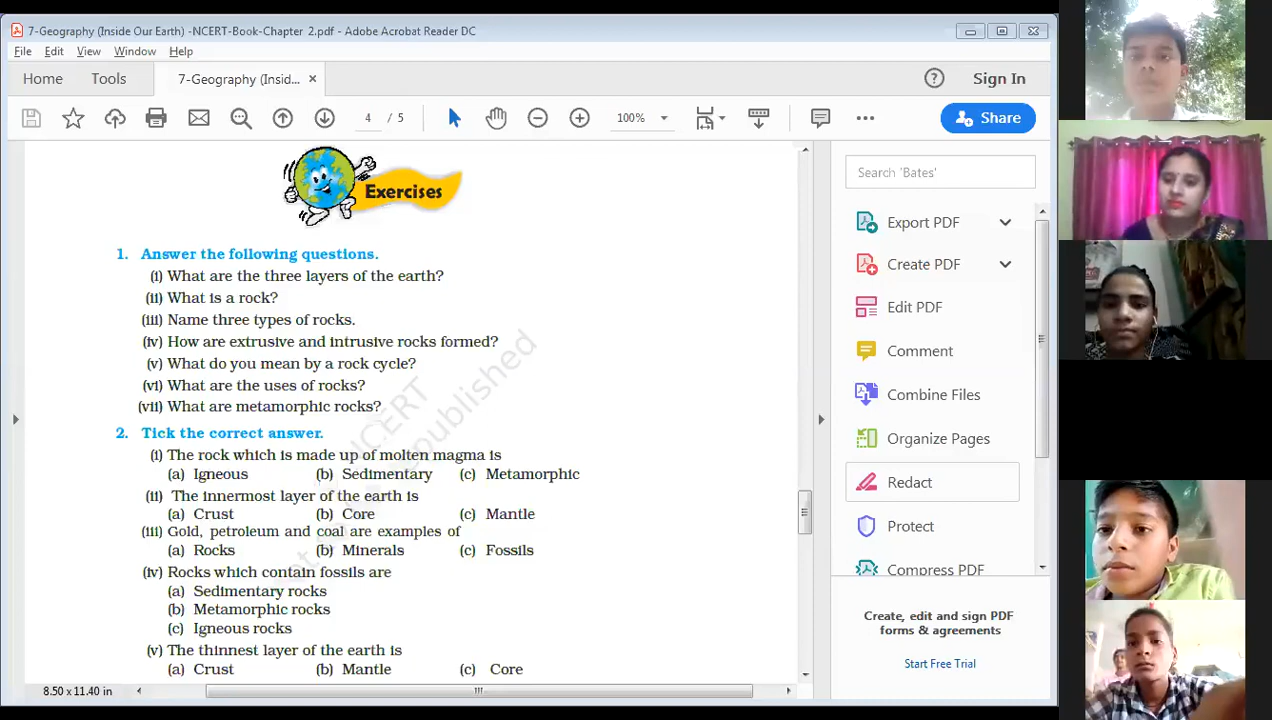 7-Geography (Inside Our Earth) -NCERT-Book-Chapter 2.pdf - Adobe Acrobat Reader DC
File Edit View Window Help
Home Tools 7-Geography (Insid... × Sign In
4 / 5 100% Share
Exercises
1. Answer the following questions.
(i) What are the three layers of the earth?
(ii) What is a rock?
(iii) Name three types of rocks.
(iv) How are extrusive and intrusive rocks formed?
(v) What do you mean by a rock cycle?
(vi) What are the uses of rocks?
(vii) What are metamorphic rocks?
2. Tick the correct answer.
(i) The rock which is made up of molten magma is
(a) Igneous (b) Sedimentary (c) Metamorphic
(ii) The innermost layer of the earth is
(a) Crust (b) Core (c) Mantle
(iii) Gold, petroleum and coal are examples of
(a) Rocks (b) Minerals (c) Fossils
(iv) Rocks which contain fossils are
(a) Sedimentary rocks
(b) Metamorphic rocks
(c) Igneous rocks
(v) The thinnest layer of the earth is
(a) Crust (b) Mantle (c) Core
8.50 x 11.40 in
Search 'Bates'
Export PDF
Create PDF
Edit PDF
Comment
Combine Files
Organize Pages
Redact
Protect
Compress PDF
Create, edit and sign PDF
forms & agreements
Start Free Trial